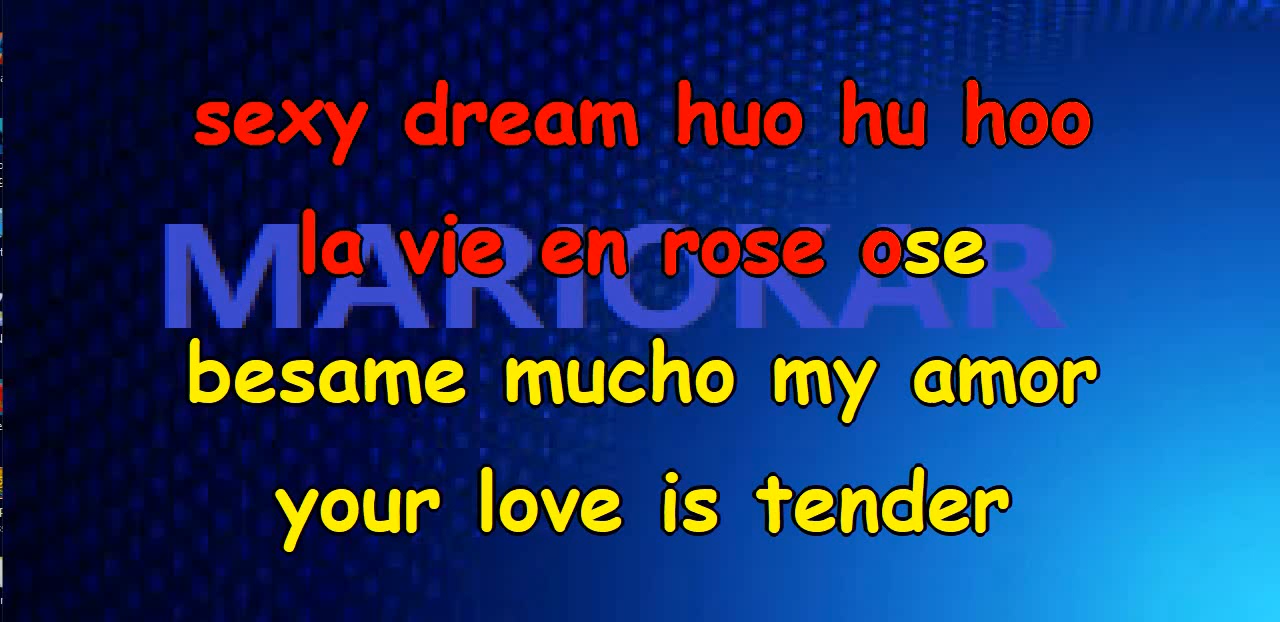 sexy dream huo hu hoo
la vie en rose ose
MARIOKAR
besame mucho my amor
your love is tender